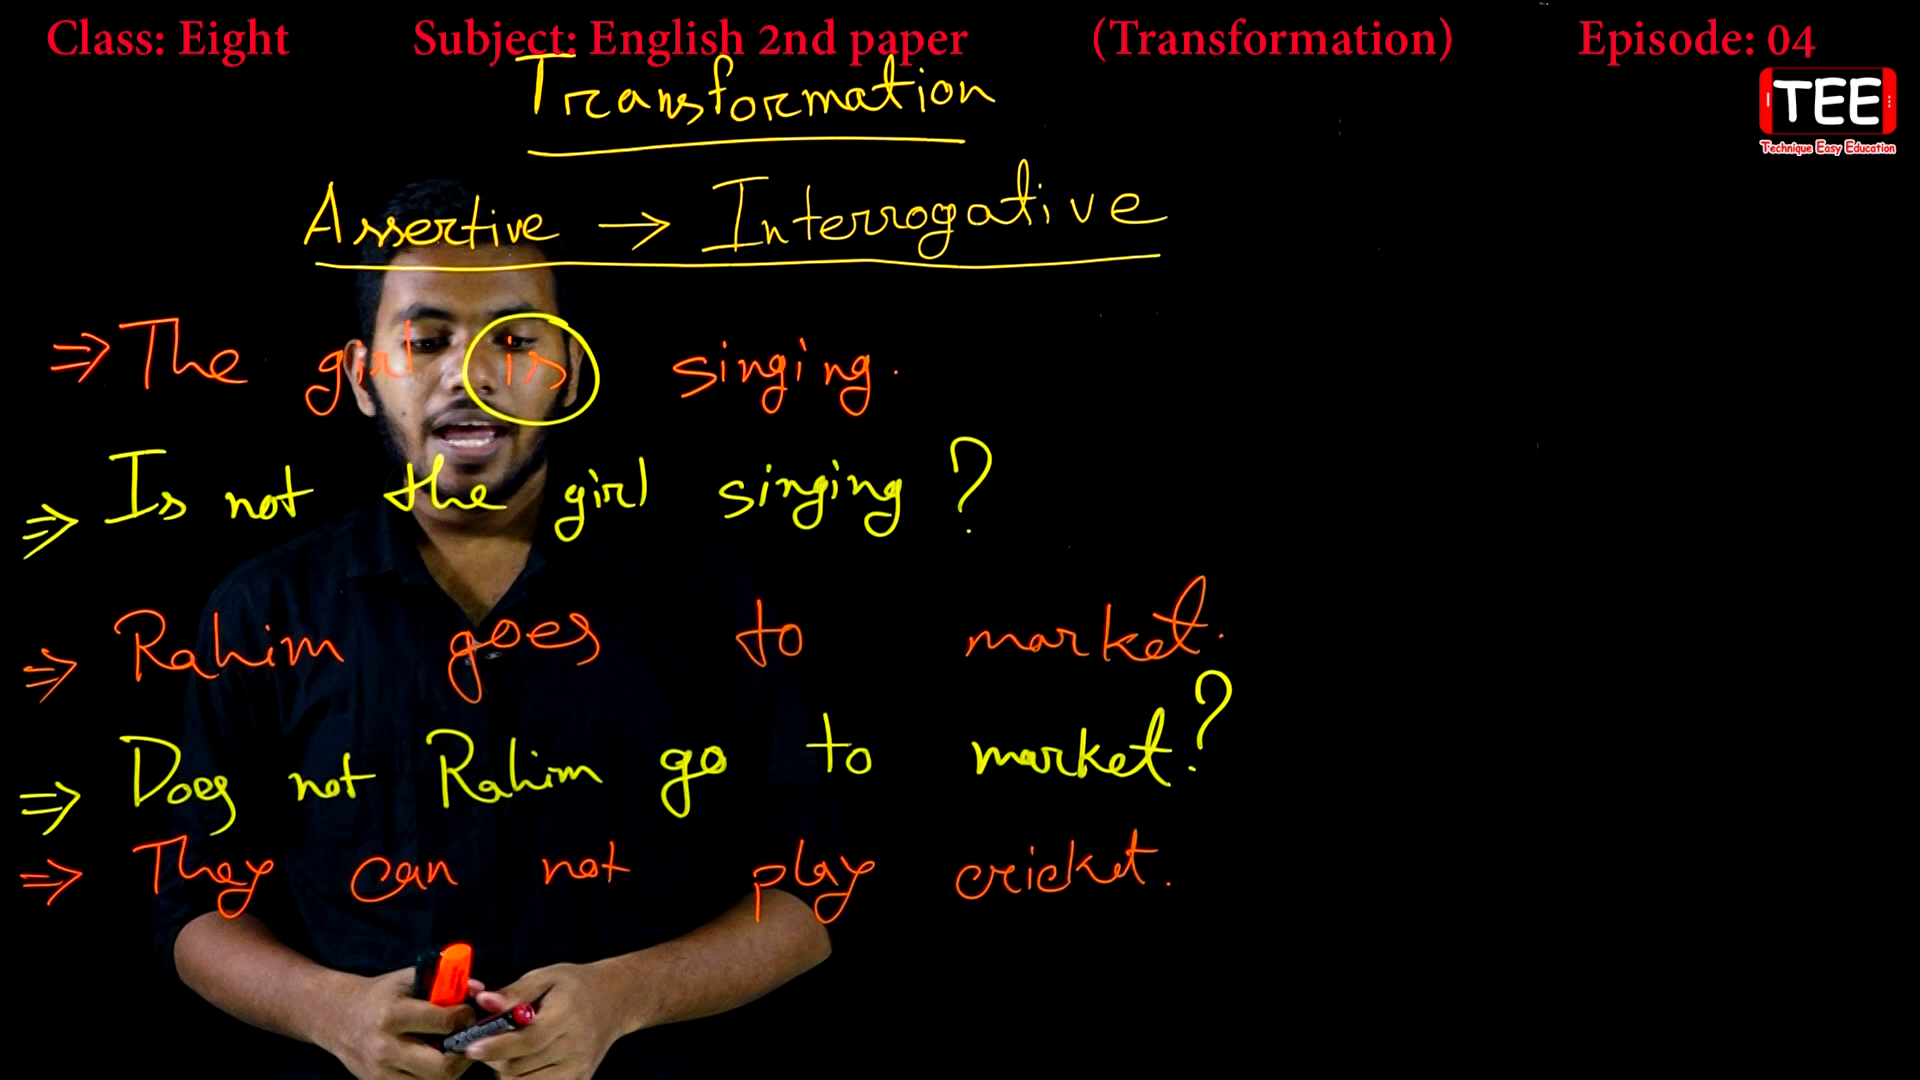 Class: Eight Subject: English 2nd paper (Transformation) Episode: 04
TEE
Technique Easy Education
Transformation
Assertive → Interrogative
⇒ The girl is singing.
⇒ Is not the girl singing ?
⇒ Rahim goes to market.
⇒ Does not Rahim go to market.?
⇒ They can not play cricket.